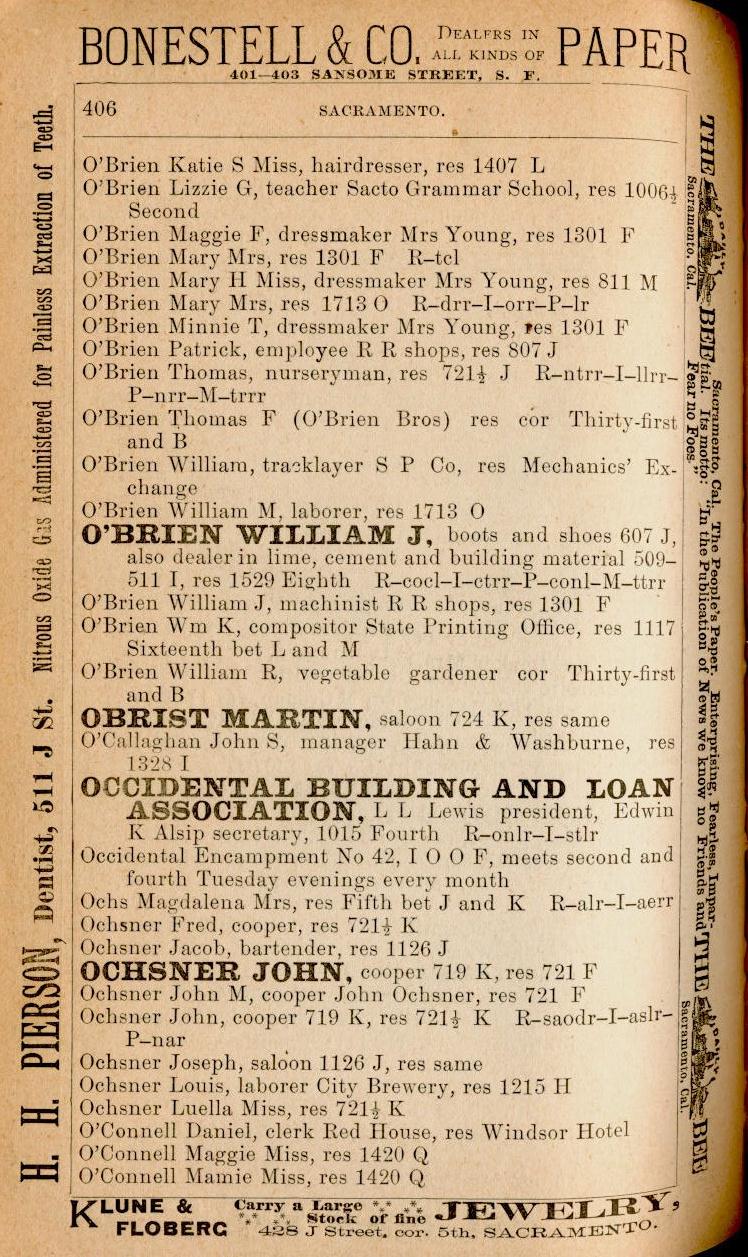 BONESTELL & CO. DEALERS IN ALL KINDS OF PAPER
401—403 SANSOME STREET, S. F.
406 SACRAMENTO.
O'Brien Katie S Miss, hairdresser, res 1407 L
O'Brien Lizzie G, teacher Sacto Grammar School, res 1006½
Second
O'Brien Maggie F, dressmaker Mrs Young, res 1301 F
O'Brien Mary Mrs, res 1301 F R–tcl
O'Brien Mary H Miss, dressmaker Mrs Young, res 811 M
O'Brien Mary Mrs, res 1713 O R–drr–I–orr–P–lr
O'Brien Minnie T, dressmaker Mrs Young, res 1301 F
O'Brien Patrick, employee R R shops, res 807 J
O'Brien Thomas, nurseryman, res 721½ J R–ntrr–I–llrr–
P–nrr–M–trrr
O'Brien Thomas F (O'Brien Bros) res cor Thirty-first
and B
O'Brien William, tracklayer S P Co, res Mechanics' Ex-
change
O'Brien William M, laborer, res 1713 O
O'BRIEN WILLIAM J, boots and shoes 607 J,
also dealer in lime, cement and building material 509–
511 I, res 1529 Eighth R–cocl–I–ctrr–P–conl–M–ttrr
O'Brien William J, machinist R R shops, res 1301 F
O'Brien Wm K, compositor State Printing Office, res 1117
Sixteenth bet L and M
O'Brien William R, vegetable gardener cor Thirty-first
and B
OBRIST MARTIN, saloon 724 K, res same
O'Callaghan John S, manager Hahn & Washburne, res
1328 I
OCCIDENTAL BUILDING AND LOAN
ASSOCIATION, L L Lewis president, Edwin
K Alsip secretary, 1015 Fourth R–onlr–I–stlr
Occidental Encampment No 42, I O O F, meets second and
fourth Tuesday evenings every month
Ochs Magdalena Mrs, res Fifth bet J and K R–alr–I–aerr
Ochsner Fred, cooper, res 721½ K
Ochsner Jacob, bartender, res 1126 J
OCHSNER JOHN, cooper 719 K, res 721 F
Ochsner John M, cooper John Ochsner, res 721 F
Ochsner John, cooper 719 K, res 721½ K R–saodr–I–aslr–
P–nar
Ochsner Joseph, saloon 1126 J, res same
Ochsner Louis, laborer City Brewery, res 1215 H
Ochsner Luella Miss, res 721½ K
O'Connell Daniel, clerk Red House, res Windsor Hotel
O'Connell Maggie Miss, res 1420 Q
O'Connell Mamie Miss, res 1420 Q
KLUNE & FLOBERG Carry a Large Stock of fine JEWELRY,
428 J Street, cor. 5th, SACRAMENTO.
H. H. PIERSON, Dentist, 511 J St. Nitrous Oxide Gas Administered for Painless Extraction of Teeth.
THE DAILY BEE
Sacramento, Cal.
Sacramento, Cal. The People's Paper. Enterprising, Fearless, Impar-
tial. Its motto: "In the Publication of News we know no Friends and
Fear no Foes."
THE DAILY BEE
Sacramento, Cal.